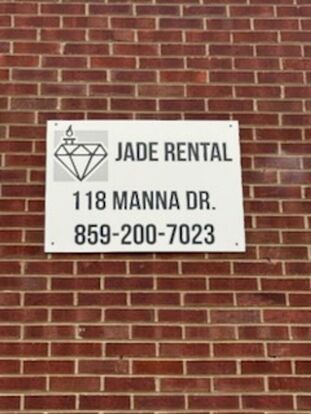 JADE RENTAL
118 MANNA DR.
859-200-7023